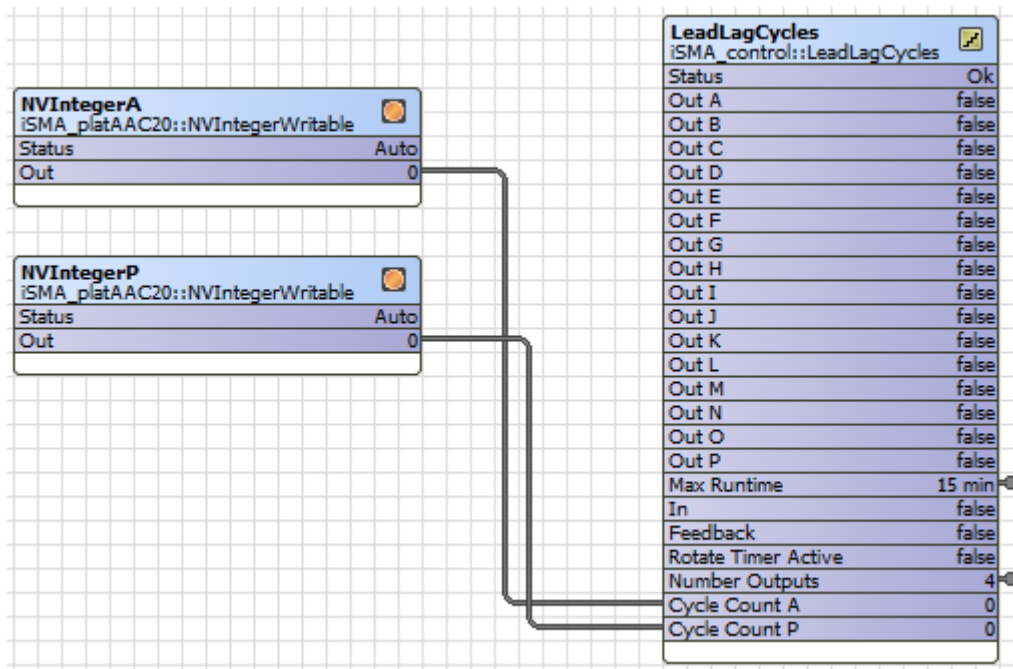 NVIntegerA
iSMA_platAAC20::NVIntegerWritable
Status Auto
Out 0
NVIntegerP
iSMA_platAAC20::NVIntegerWritable
Status Auto
Out 0
LeadLagCycles
iSMA_control::LeadLagCycles
Status Ok
Out A false
Out B false
Out C false
Out D false
Out E false
Out F false
Out G false
Out H false
Out I false
Out J false
Out K false
Out L false
Out M false
Out N false
Out O false
Out P false
Max Runtime 15 min
In false
Feedback false
Rotate Timer Active false
Number Outputs 4
Cycle Count A 0
Cycle Count P 0